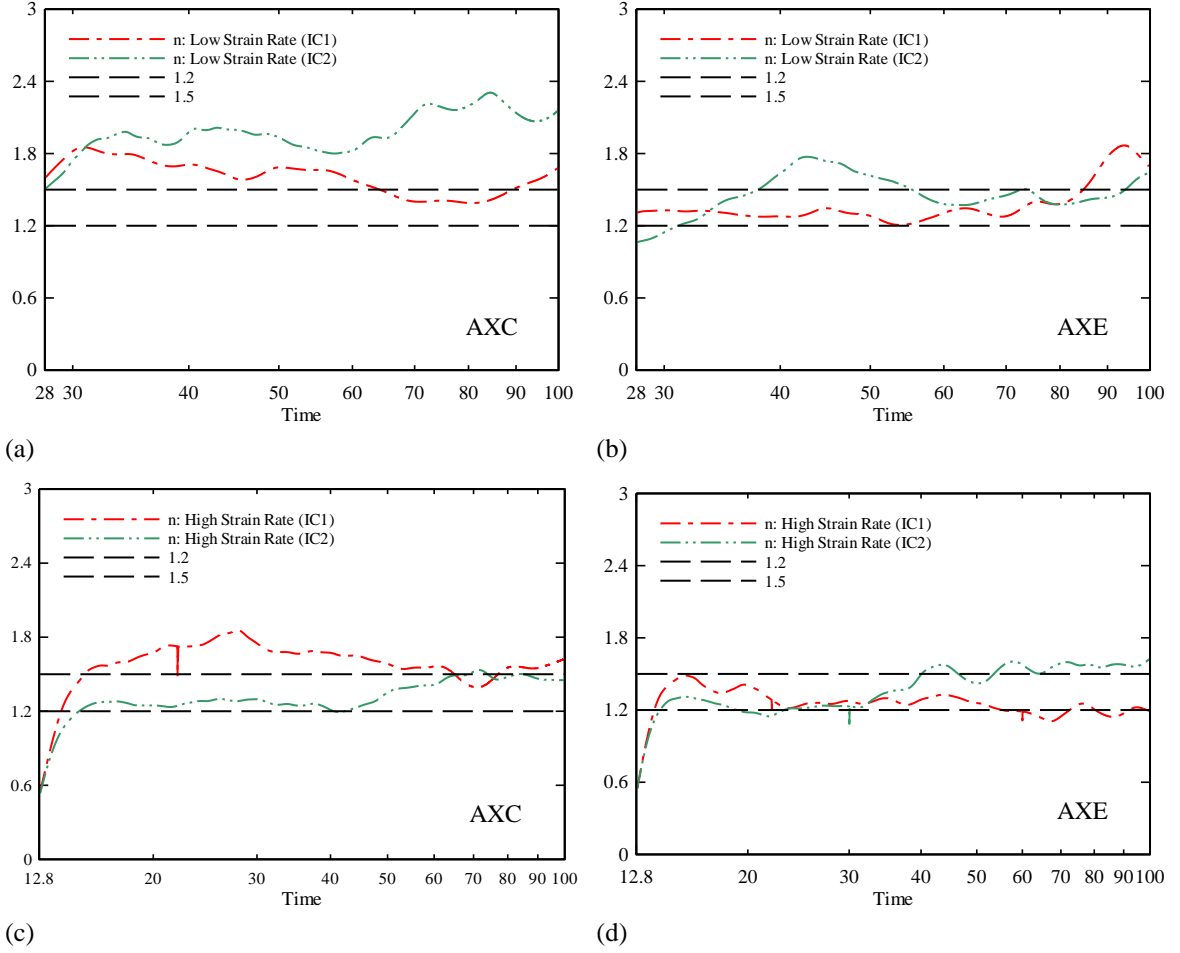 3
n: Low Strain Rate (IC1)
n: Low Strain Rate (IC2)
1.2
1.5
2.4
1.8
1.2
0.6
0
AXC
28 30 40 50 60 70 80 90 100
Time
(a)
3
n: Low Strain Rate (IC1)
n: Low Strain Rate (IC2)
1.2
1.5
2.4
1.8
1.2
0.6
0
AXE
28 30 40 50 60 70 80 90 100
Time
(b)
3
n: High Strain Rate (IC1)
n: High Strain Rate (IC2)
1.2
1.5
2.4
1.8
1.2
0.6
0
AXC
12.8 20 30 40 50 60 70 80 90 100
Time
(c)
3
n: High Strain Rate (IC1)
n: High Strain Rate (IC2)
1.2
1.5
2.4
1.8
1.2
0.6
0
AXE
12.8 20 30 40 50 60 70 80 90 100
Time
(d)